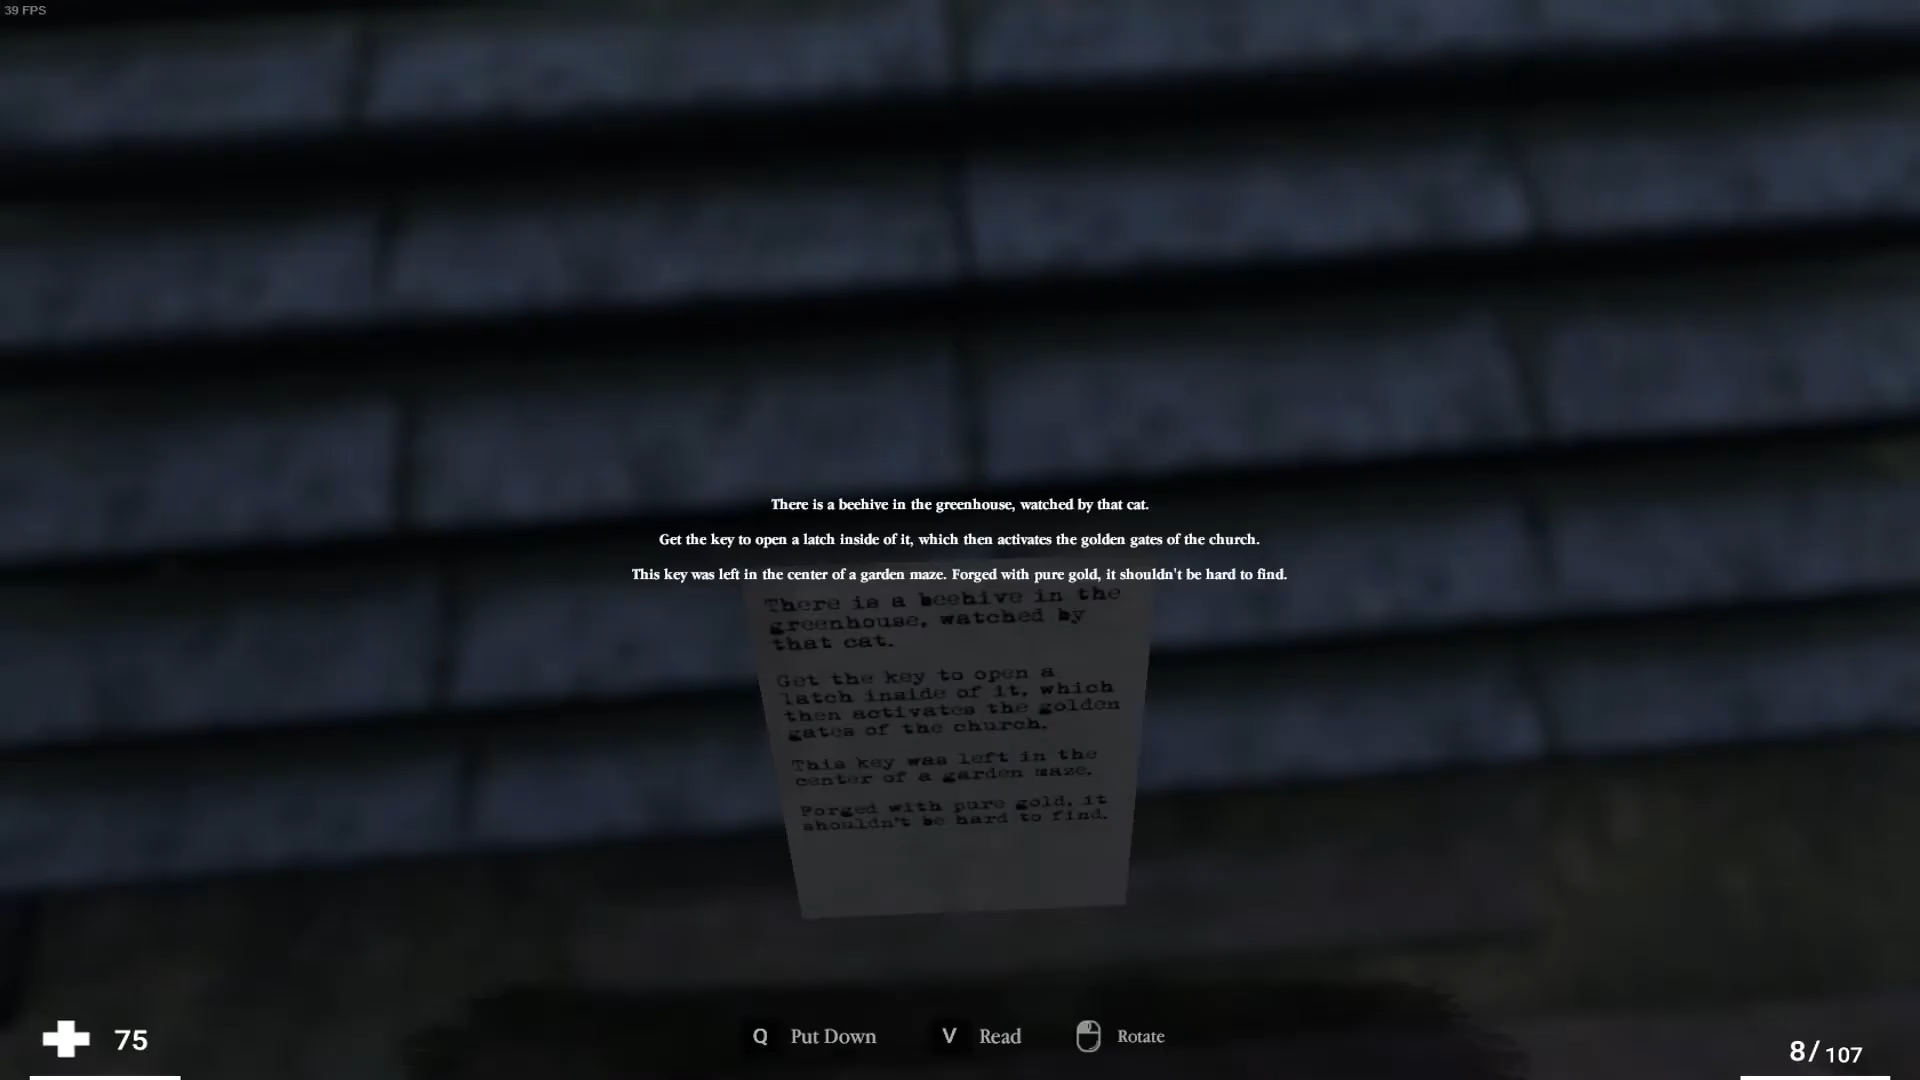 39 FPS
There is a beehive in the greenhouse, watched by that cat.
Get the key to open a latch inside of it, which then activates the golden gates of the church.
This key was left in the center of a garden maze. Forged with pure gold, it shouldn't be hard to find.
There is a beehive in the
greenhouse, watched by
that cat.
Get the key to open a
latch inside of it, which
then activates the golden
gates of the church.
This key was left in the
center of a garden maze.
Forged with pure gold, it
shouldn't be hard to find.
75
Q Put Down V Read Rotate
8/107